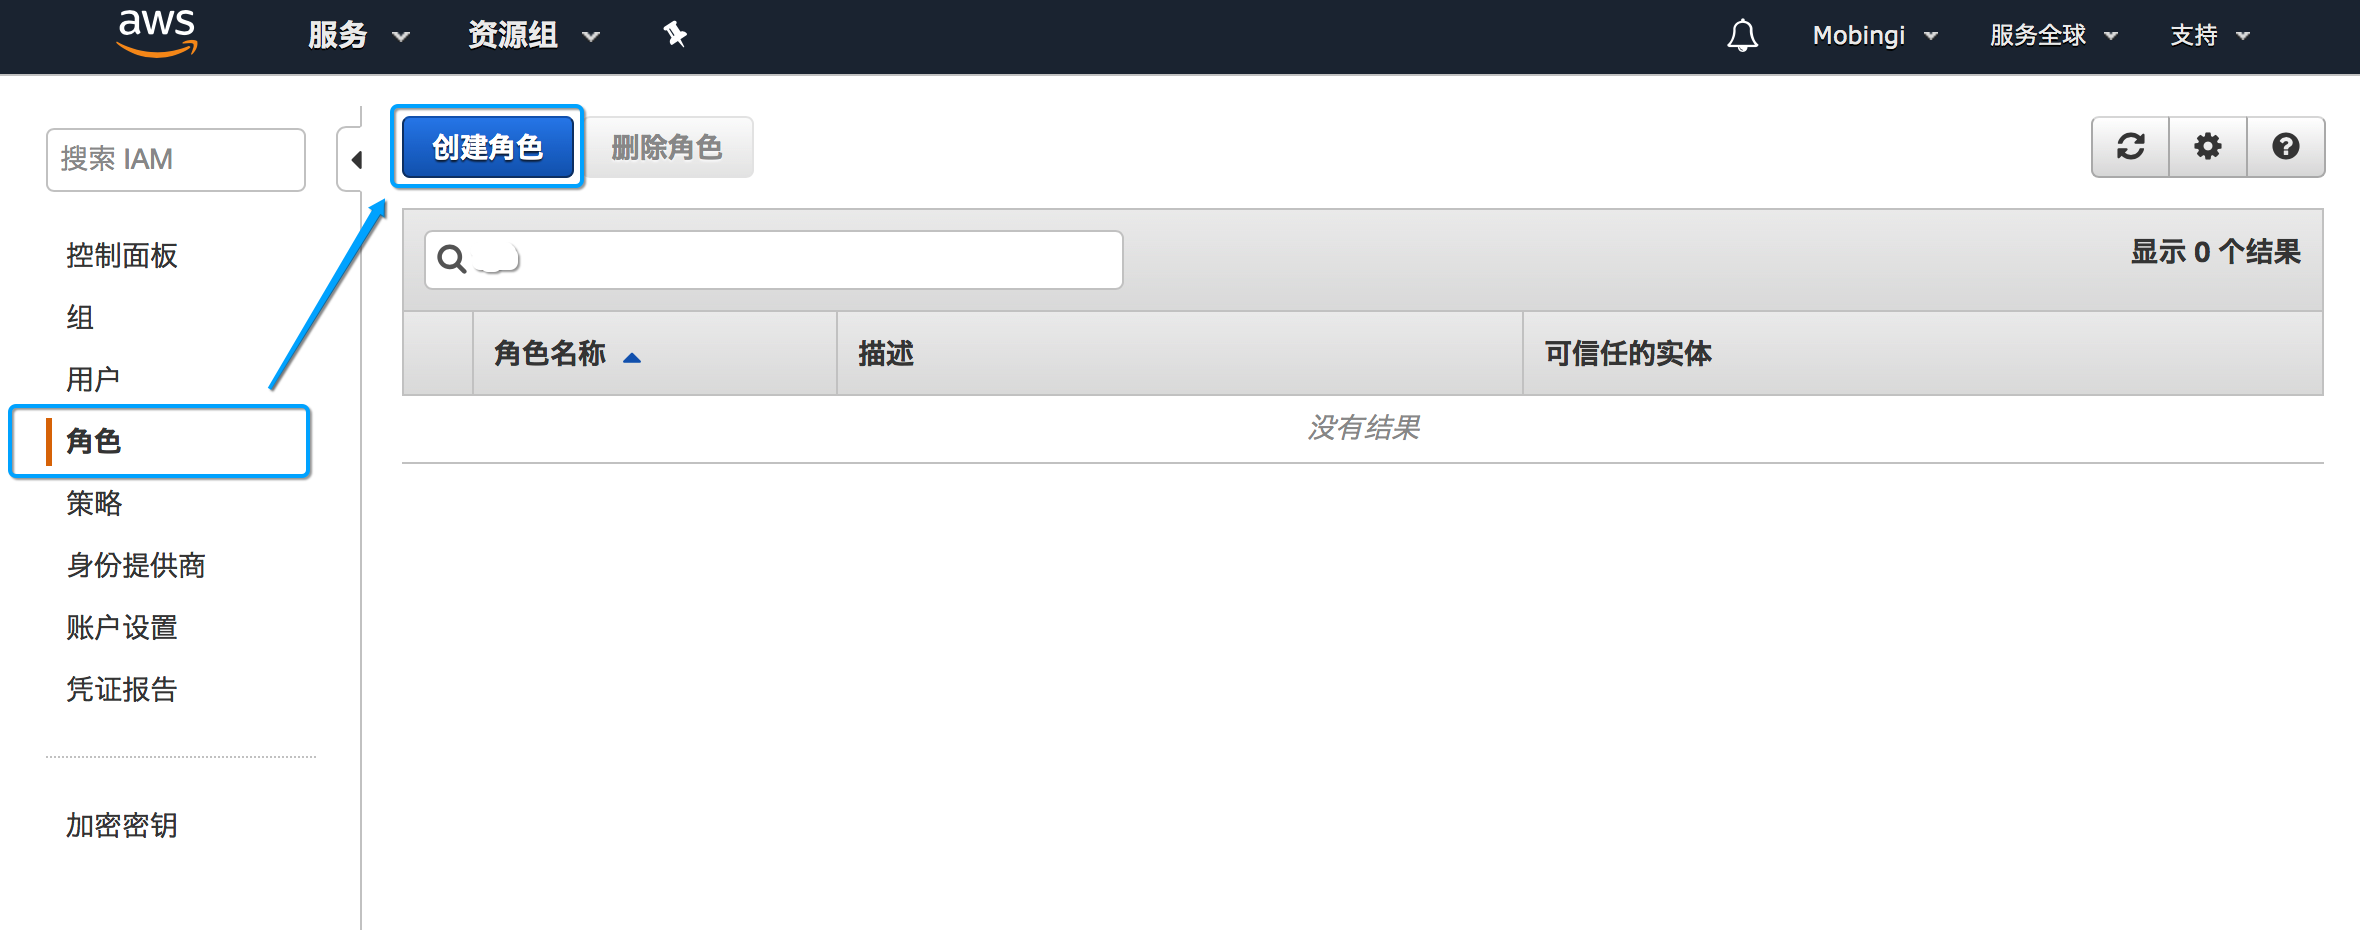 aws 服务 资源组 Mobingi 服务全球 支持
搜索 IAM
创建角色 删除角色
控制面板
组
用户
角色
策略
身份提供商
账户设置
凭证报告
加密密钥
显示 0 个结果
角色名称 描述 可信任的实体
没有结果